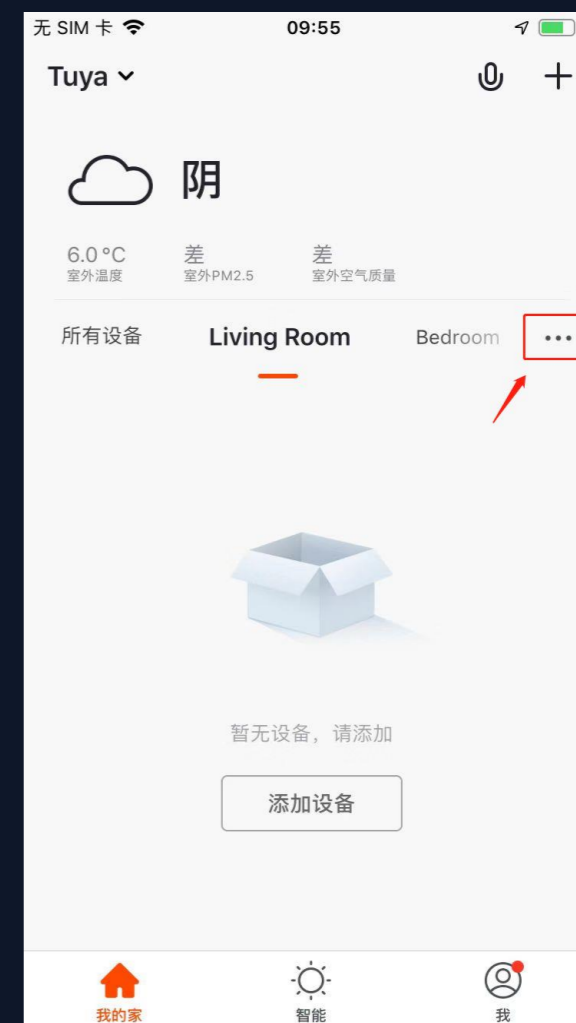 无 SIM 卡 09:55
Tuya
阴
6.0 °C 差 差
室外温度 室外PM2.5 室外空气质量
所有设备 Living Room Bedroom
暂无设备，请添加
添加设备
我的家 智能 我